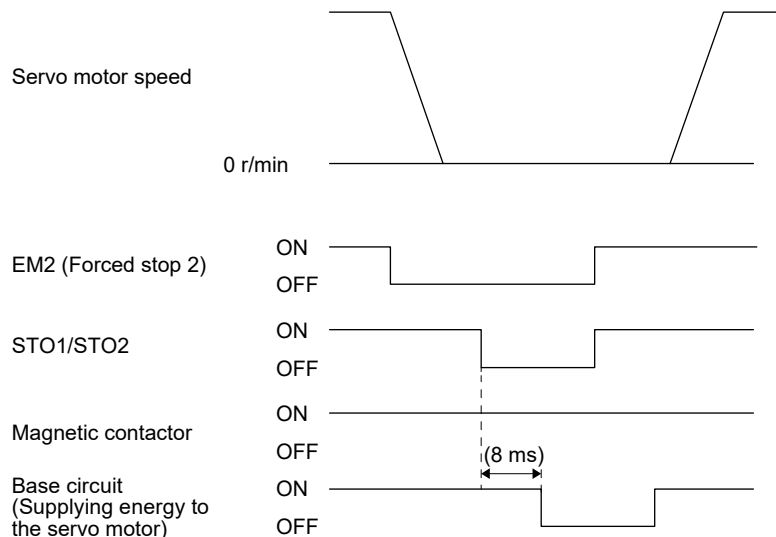 Servo motor speed
0 r/min
EM2 (Forced stop 2)
ON
OFF
STO1/STO2
ON
OFF
Magnetic contactor
ON
OFF
(8 ms)
Base circuit
(Supplying energy to
the servo motor)
ON
OFF